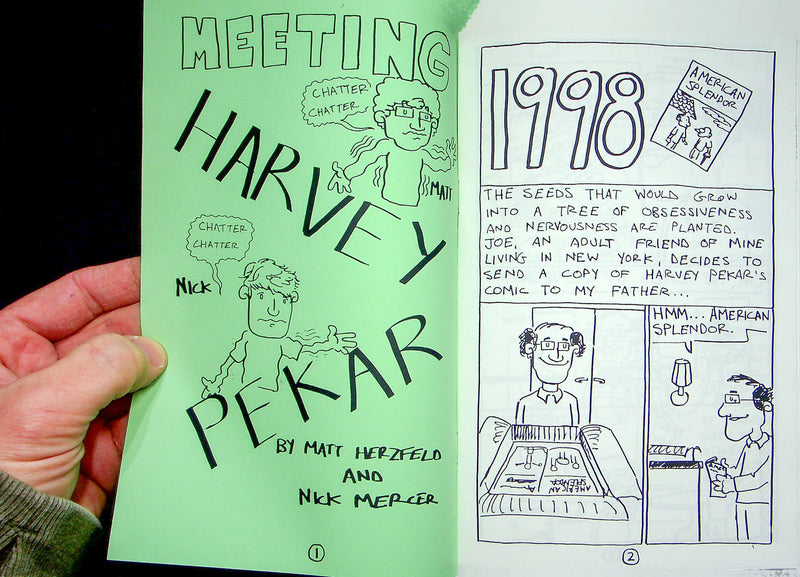 MEETING
CHATTER
CHATTER
MATT
HARVEY
CHATTER
CHATTER
NICK
PEKAR
BY MATT HERZFELD
AND
NICK MERCER
1
1998
AMERICAN
SPLENDOR
THE SEEDS THAT WOULD GROW
INTO A TREE OF OBSESSIVENESS
AND NERVOUSNESS ARE PLANTED.
JOE, AN ADULT FRIEND OF MINE
LIVING IN NEW YORK, DECIDES TO
SEND A COPY OF HARVEY PEKAR'S
COMIC TO MY FATHER...
AMERICAN
SPLENDOR
HMM... AMERICAN
SPLENDOR.
2